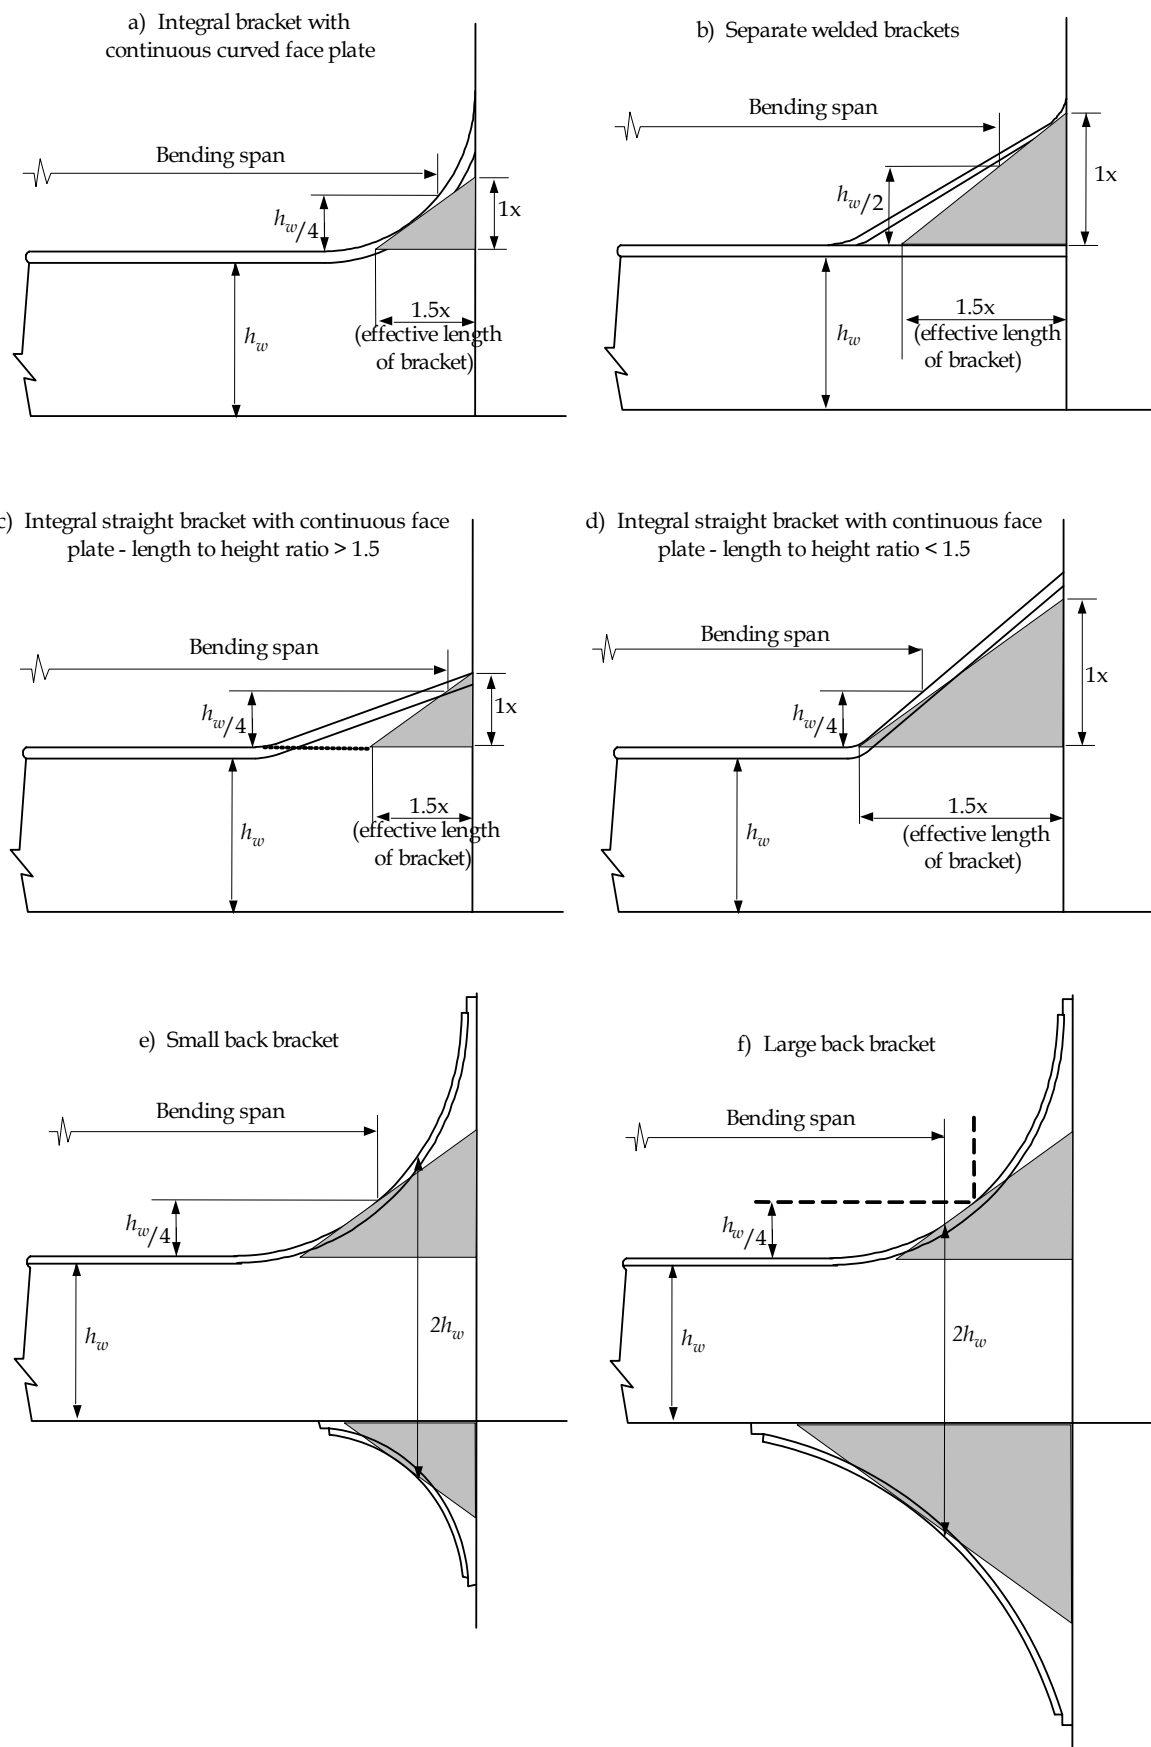 a) Integral bracket with
continuous curved face plate
Bending span
h_w/4
1x
1.5x
(effective length
of bracket)
h_w
b) Separate welded brackets
Bending span
h_w/2
1x
1.5x
(effective length
of bracket)
h_w
c) Integral straight bracket with continuous face
plate - length to height ratio > 1.5
Bending span
h_w/4
1x
1.5x
(effective length
of bracket)
h_w
d) Integral straight bracket with continuous face
plate - length to height ratio < 1.5
Bending span
h_w/4
1x
1.5x
(effective length
of bracket)
h_w
e) Small back bracket
Bending span
h_w/4
h_w
2h_w
f) Large back bracket
Bending span
h_w/4
h_w
2h_w